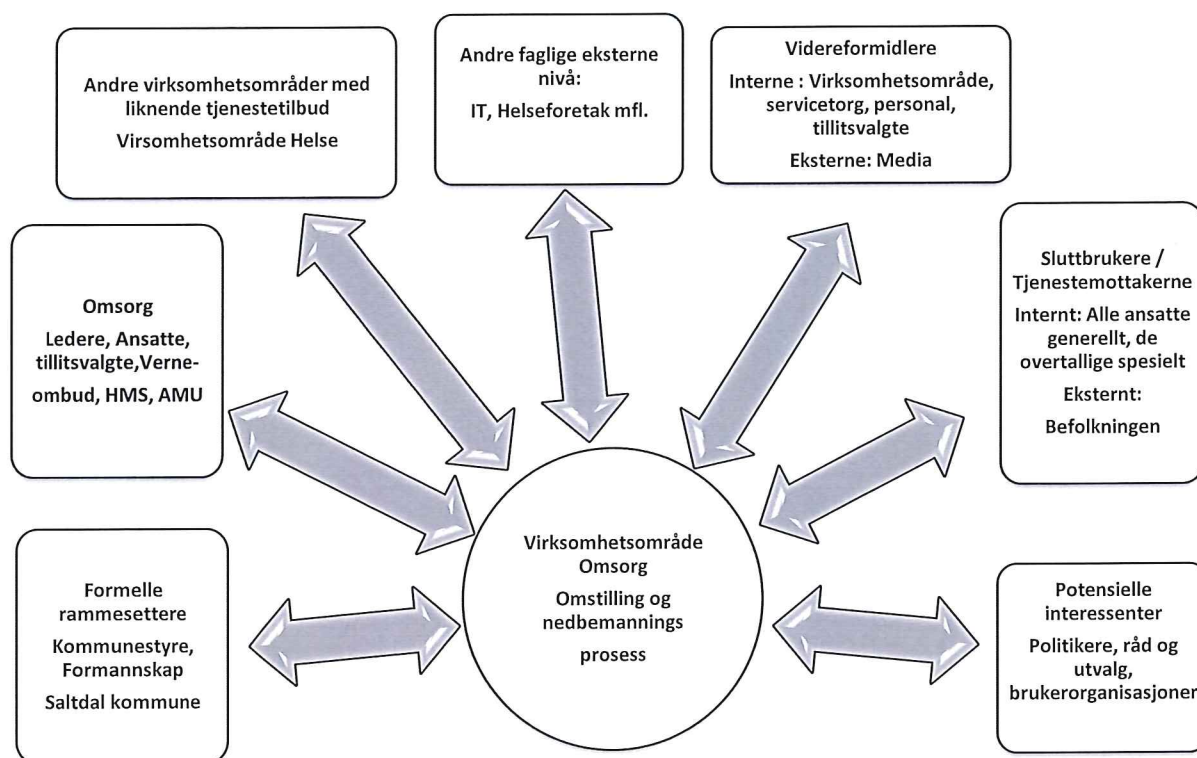 Andre virksomhetsområder med
liknende tjenestetilbud
Virsomhetsområde Helse
Andre faglige eksterne
nivå:
IT, Helseforetak mfl.
Videreformidlere
Interne : Virksomhetsområde,
servicetorg, personal,
tillitsvalgte
Eksterne: Media
Omsorg
Ledere, Ansatte,
tillitsvalgte,Verne-
ombud, HMS, AMU
Sluttbrukere /
Tjenestemottakerne
Internt: Alle ansatte
generellt, de
overtallige spesielt
Eksternt:
Befolkningen
Formelle
rammesettere
Kommunestyre,
Formannskap
Saltdal kommune
Virksomhetsområde
Omsorg
Omstilling og
nedbemannings
prosess
Potensielle
interessenter
Politikere, råd og
utvalg,
brukerorganisasjoner